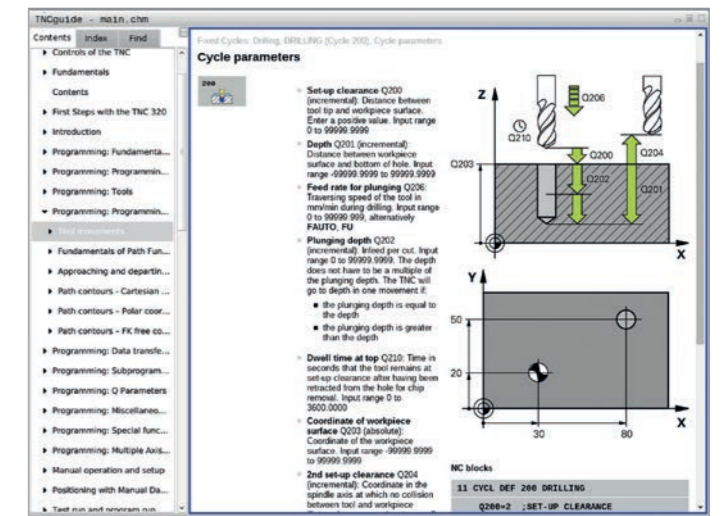 TNCguide - main.chm
Contents Index Find
Controls of the TNC
Fundamentals
Contents
First Steps with the TNC 320
Introduction
Programming: Fundamenta...
Programming: Programmin...
Programming: Tools
Programming: Programmin...
Tool movements
Fundamentals of Path Fun...
Approaching and departin...
Path contours - Cartesian ...
Path contours - Polar coor...
Path contours - FK free co...
Programming: Data transfe...
Programming: Subprogram...
Programming: Q Parameters
Programming: Miscellaneo...
Programming: Special func...
Programming: Multiple Axis...
Manual operation and setup
Positioning with Manual Da...
Test run and program run
Fixed Cycles: Drilling, DRILLING (Cycle 200), Cycle parameters
Cycle parameters
200
Set-up clearance Q200
(incremental): Distance between
tool tip and workpiece surface.
Enter a positive value. Input range
0 to 99999.9999
Depth Q201 (incremental):
Distance between workpiece
surface and bottom of hole. Input
range -99999.9999 to 99999.9999
Feed rate for plunging Q206:
Traversing speed of the tool in
mm/min during drilling. Input range
0 to 99999.999, alternatively
FAUTO, FU
Plunging depth Q202
(incremental): Infeed per cut. Input
range 0 to 99999.9999. The depth
does not have to be a multiple of
the plunging depth. The TNC will
go to depth in one movement if:
the plunging depth is equal to
the depth
the plunging depth is greater
than the depth
Dwell time at top Q210: Time in
seconds that the tool remains at
set-up clearance after having been
retracted from the hole for chip
removal. Input range 0 to
3600.0000
Coordinate of workpiece
surface Q203 (absolute):
Coordinate of the workpiece
surface. Input range -99999.9999
to 99999.9999
2nd set-up clearance Q204
(incremental): Coordinate in the
spindle axis at which no collision
between tool and workpiece
Z
Q206
Q210
Q200
Q204
Q203
Q202
Q201
X
Y
50
20
X
30
80
NC blocks
11 CYCL DEF 200 DRILLING
Q200=2 ;SET-UP CLEARANCE